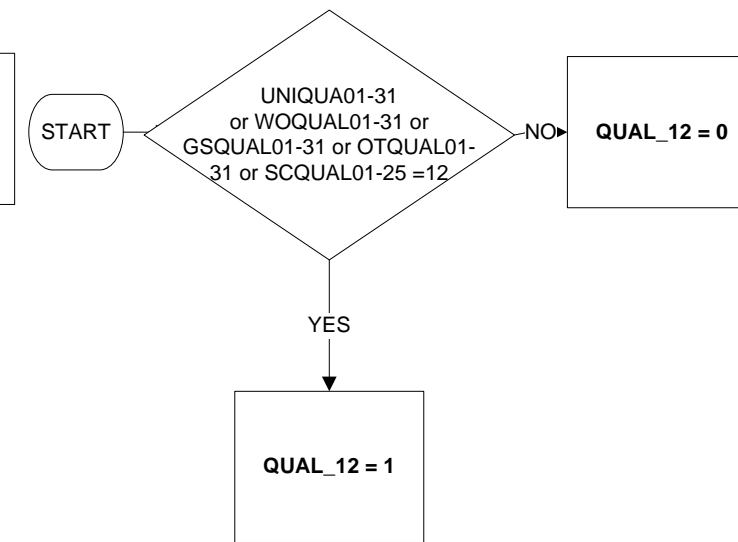 START
UNIQUA01-31
or WOQUAL01-31 or
GSQUAL01-31 or OTQUAL01-
31 or SCQUAL01-25 =12
NO
QUAL_12 = 0
YES
QUAL_12 = 1